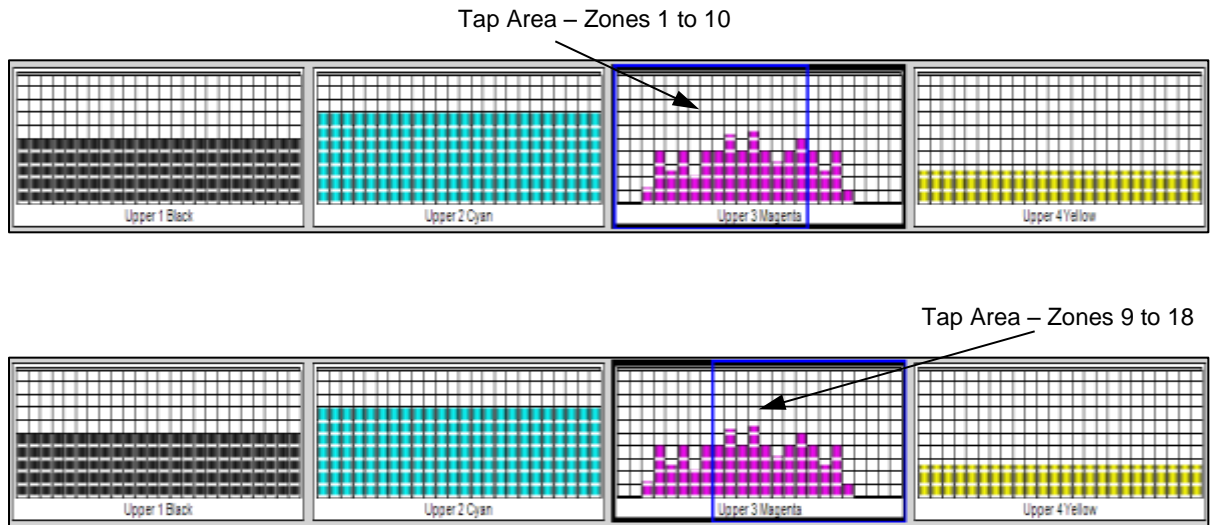 Tap Area – Zones 1 to 10
Upper 1 Black
Upper 2 Cyan
Upper 3 Magenta
Upper 4 Yellow
Tap Area – Zones 9 to 18
Upper 1 Black
Upper 2 Cyan
Upper 3 Magenta
Upper 4 Yellow